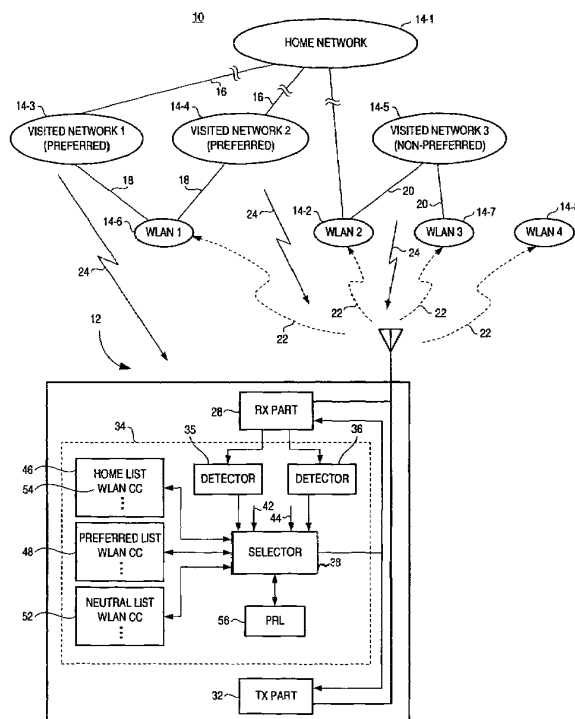 10
14-1
HOME NETWORK
16
16
14-3
14-4
14-5
VISITED NETWORK 1
(PREFERRED)
VISITED NETWORK 2
(PREFERRED)
VISITED NETWORK 3
(NON-PREFERRED)
18
18
20
20
14-6
24
14-2
14-7
WLAN 1
WLAN 2
WLAN 3
WLAN 4
24
24
22
22
22
22
12
28
RX PART
34
35
36
46
HOME LIST
54
WLAN CC
DETECTOR
DETECTOR
42
44
48
PREFERRED LIST
WLAN CC
SELECTOR
38
52
NEUTRAL LIST
WLAN CC
56
PRL
32
TX PART